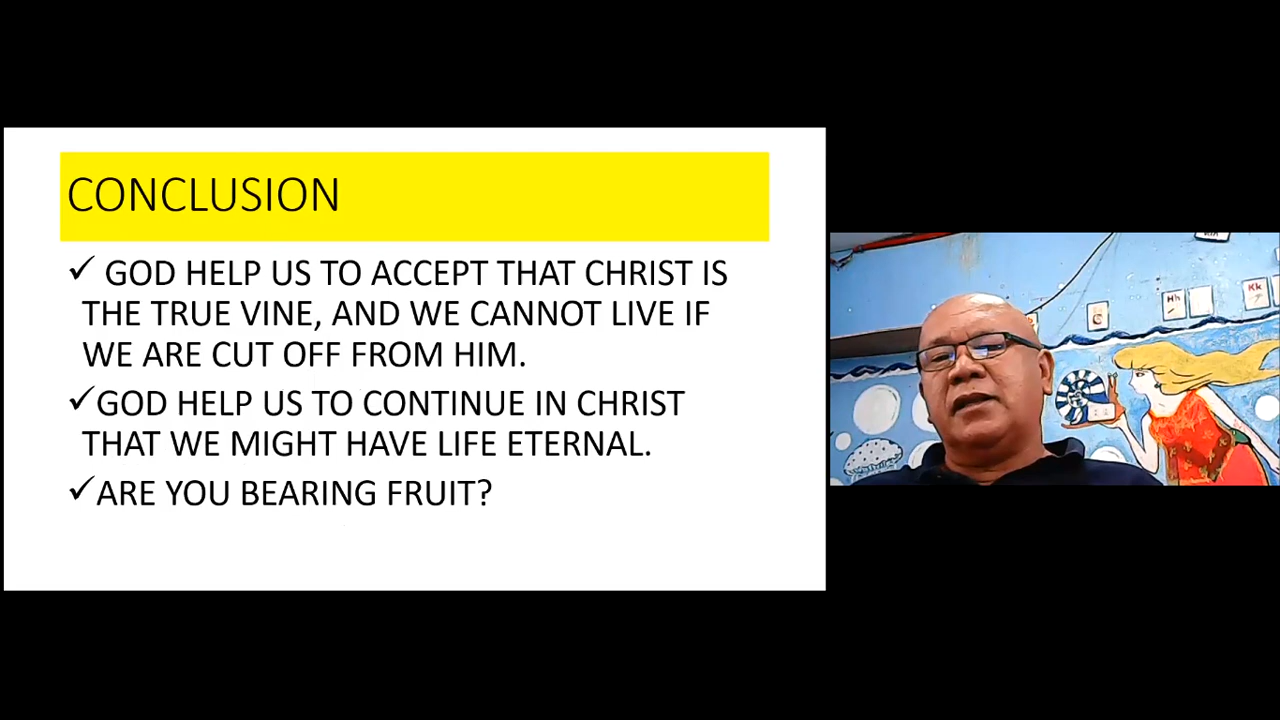 CONCLUSION
✓ GOD HELP US TO ACCEPT THAT CHRIST IS
THE TRUE VINE, AND WE CANNOT LIVE IF
WE ARE CUT OFF FROM HIM.
✓GOD HELP US TO CONTINUE IN CHRIST
THAT WE MIGHT HAVE LIFE ETERNAL.
✓ARE YOU BEARING FRUIT?
Hh
Kk